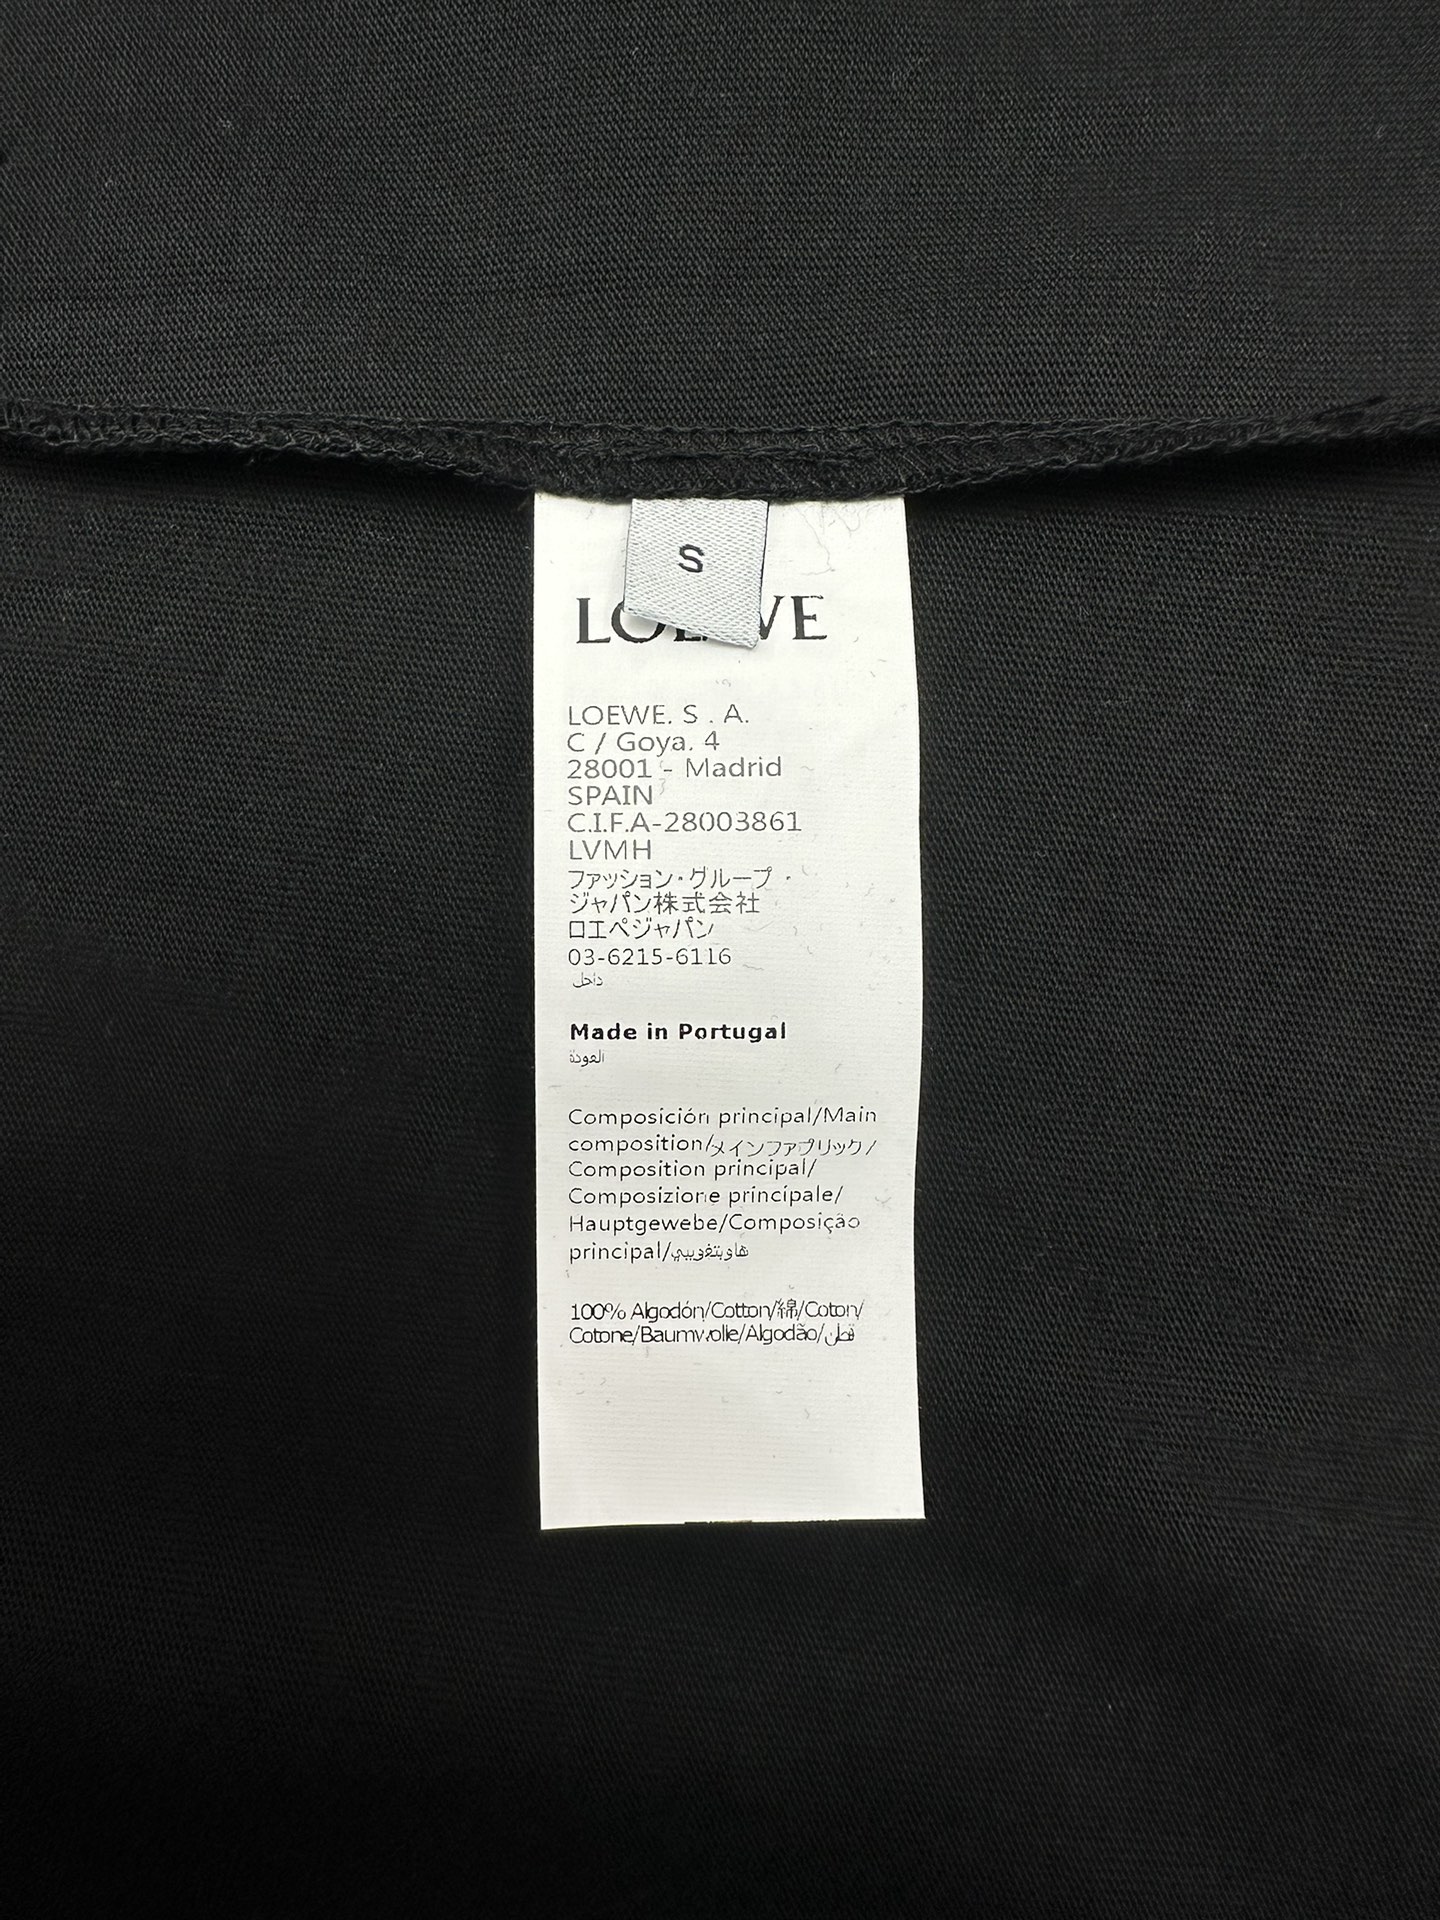 S
LOEWE
LOEWE. S . A.
C / Goya. 4
28001 - Madrid
SPAIN
C.I.F.A-28003861
LVMH
ファッション・グループ・
ジャパン株式会社
ロエベジャパン
03-6215-6116
داخل
Made in Portugal
العودة
Composición principal/Main
composition/メインファブリック/
Composition principal/
Composizione principale/
Hauptgewebe/Composição
principal/هاوبتغويبي
100% Algodón/Cotton/綿/Coton/
Cotone/Baumwolle/Algodão/قطن